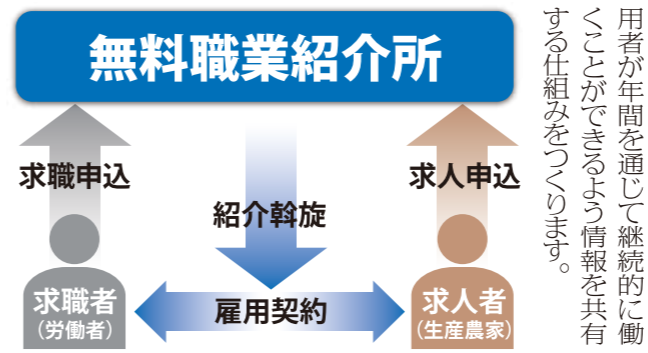 無料職業紹介所
求職申込
求人申込
紹介斡旋
求職者
(労働者)
雇用契約
求人者
(生産農家)
用者が年間を通じて継続的に働
くことができるよう情報を共有
する仕組みをつくります。